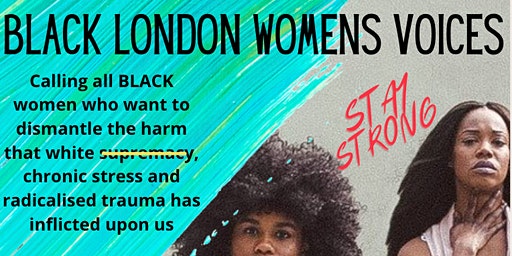 BLACK LONDON WOMENS VOICES
Calling all BLACK
women who want to
dismantle the harm
that white supremacy,
chronic stress and
radicalised trauma has
inflicted upon us
STAY
STRONG